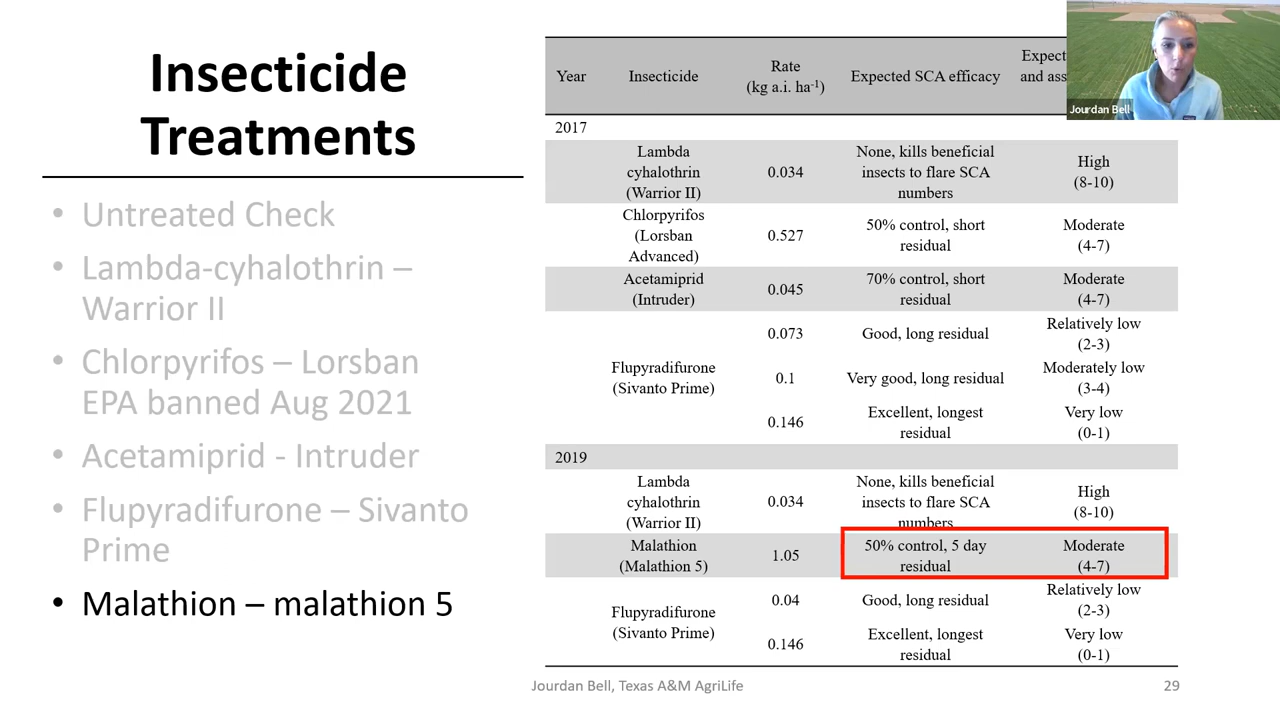 Insecticide
Treatments
• Untreated Check
• Lambda-cyhalothrin –
Warrior II
• Chlorpyrifos – Lorsban
EPA banned Aug 2021
• Acetamiprid - Intruder
• Flupyradifurone – Sivanto
Prime
• Malathion – malathion 5
Year Insecticide Rate (kg a.i. ha⁻¹) Expected SCA efficacy
and
2017
Lambda
cyhalothrin
(Warrior II)
0.034
None, kills beneficial
insects to flare SCA
numbers
High
(8-10)
Chlorpyrifos
(Lorsban
Advanced)
0.527
50% control, short
residual
Moderate
(4-7)
Acetamiprid
(Intruder)
0.045
70% control, short
residual
Moderate
(4-7)
Flupyradifurone
(Sivanto Prime)
0.073
Good, long residual
Relatively low
(2-3)
0.1
Very good, long residual
Moderately low
(3-4)
0.146
Excellent, longest
residual
Very low
(0-1)
2019
Lambda
cyhalothrin
(Warrior II)
0.034
None, kills beneficial
insects to flare SCA
numbers
High
(8-10)
Malathion
(Malathion 5)
1.05
50% control, 5 day
residual
Moderate
(4-7)
Flupyradifurone
(Sivanto Prime)
0.04
Good, long residual
Relatively low
(2-3)
0.146
Excellent, longest
residual
Very low
(0-1)
Jourdan Bell
Jourdan Bell, Texas A&M AgriLife
29